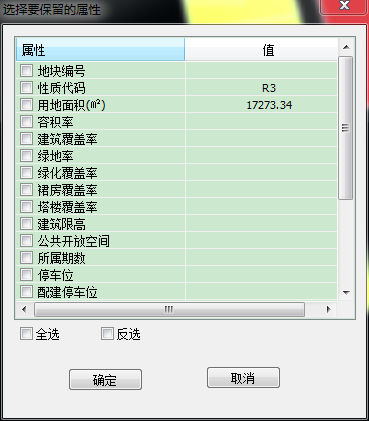 选择要保留的属性
属性 值
地块编号
性质代码 R3
用地面积(㎡) 17273.34
容积率
建筑覆盖率
绿地率
绿化覆盖率
裙房覆盖率
塔楼覆盖率
建筑限高
公共开放空间
所属期数
停车位
配建停车位
全选 反选
确定 取消